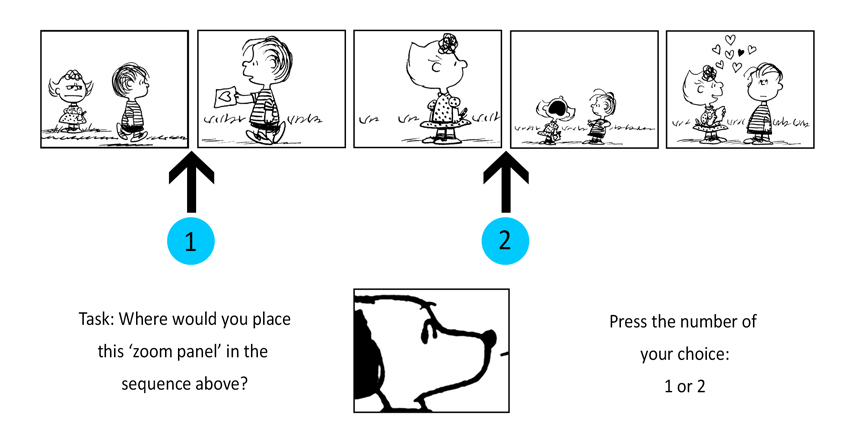 1
2
Task: Where would you place
this ‘zoom panel’ in the
sequence above?
Press the number of
your choice:
1 or 2